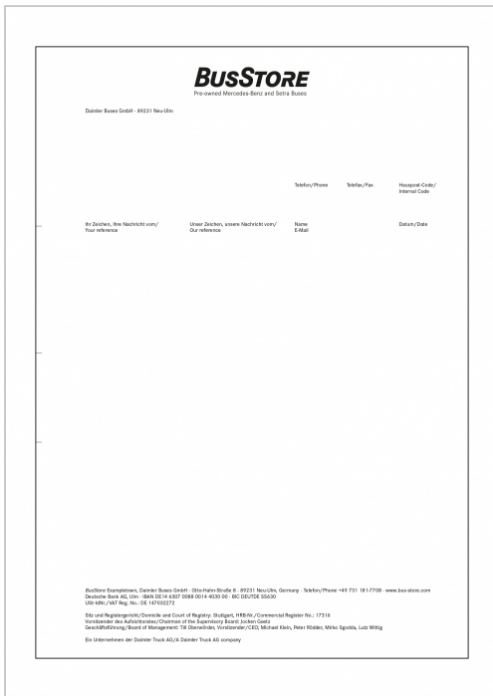 BUSSTORE
Pre-owned Mercedes-Benz and Setra Buses
Daimler Buses GmbH · 89231 Neu-Ulm
Telefon/Phone Telefax/Fax Hauspost-Code/
Internal Code
Ihr Zeichen, Ihre Nachricht vom/ Unser Zeichen, unsere Nachricht vom/ Name Datum/Date
Your reference Our reference E-Mail
BusStore Exampletown, Daimler Buses GmbH · Otto-Hahn-Straße 8 · 89231 Neu-Ulm, Germany · Telefon/Phone +49 731 181-7708 · www.bus-store.com
Deutsche Bank AG, Ulm · IBAN DE14 6307 0088 0014 4030 00 · BIC DEUTDE SS630
USt-IdNr./VAT Reg. No.: DE 147032272
Sitz und Registergericht/Domicile and Court of Registry: Stuttgart, HRB-Nr./Commercial Register No.: 17316
Vorsitzender des Aufsichtsrates/Chairman of the Supervisory Board: Jochen Goetz
Geschäftsführung/Board of Management: Till Oberwörder, Vorsitzender/CEO; Michael Klein, Peter Rädder, Mirko Sgodda, Lutz Wittig
Ein Unternehmen der Daimler Truck AG/A Daimler Truck AG company